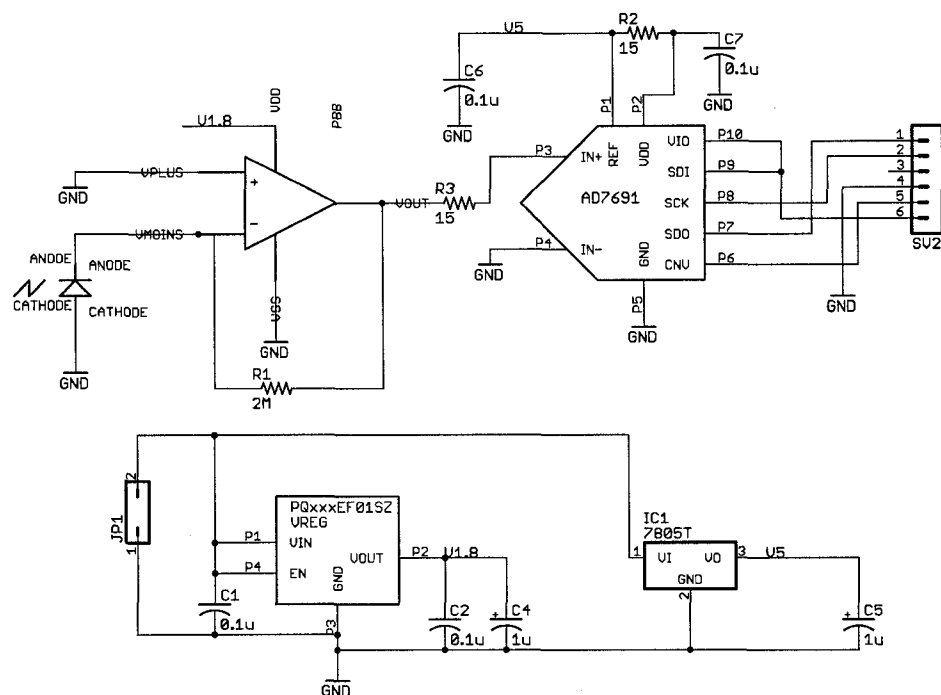 V5
R2
15
C7
0.1u
GND
C6
0.1u
GND
P1
P2
VDD
PBB
V1.8
VPLUS
GND
+
-
VMOINS
ANODE
ANODE
CATHODE
CATHODE
GND
VSS
GND
R1
2M
VOUT
R3
15
P3
IN+
REF
VDD
AD7691
P4
IN-
GND
GND
P5
GND
VIO
SDI
SCK
SDO
CNV
P10
P9
P8
P7
P6
1
2
3
4
5
6
SV2
GND
JP1
2
1
PQxxxEF01SZ
VREG
P1
VIN
P4
EN
VOUT
GND
P2
V1.8
P3
C1
0.1u
C2
0.1u
+
C4
1u
GND
IC1
7805T
1
VI
VO
3
V5
GND
2
+
C5
1u